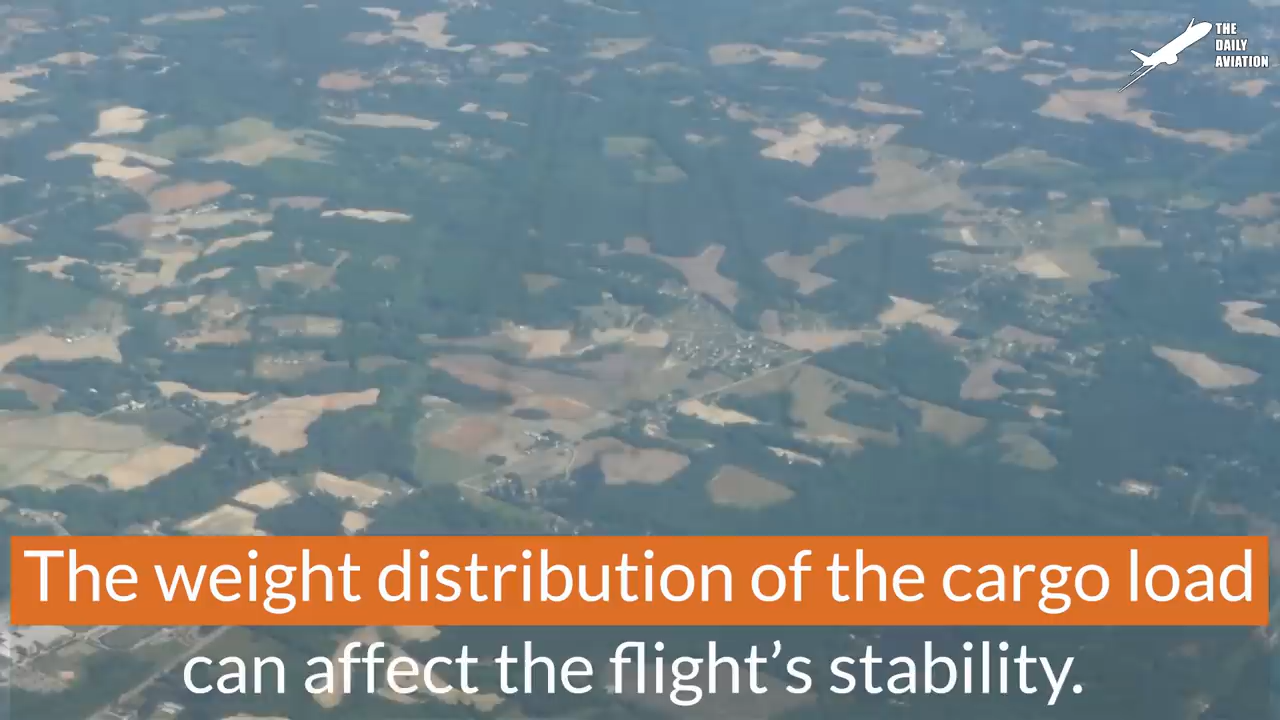 THE
DAILY
AVIATION
The weight distribution of the cargo load
can affect the flight’s stability.